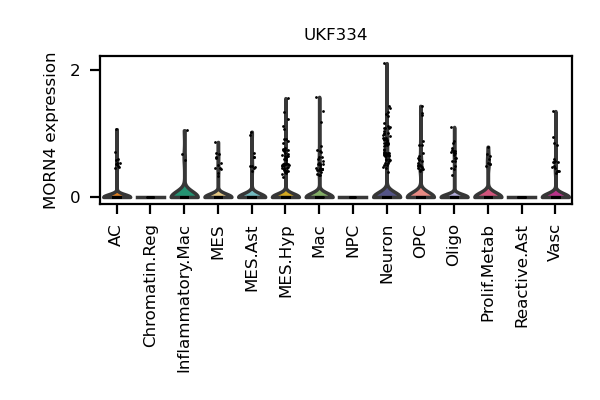 UKF334
MORN4 expression
2
0
AC
Chromatin.Reg
Inflammatory.Mac
MES
MES.Ast
MES.Hyp
Mac
NPC
Neuron
OPC
Oligo
Prolif.Metab
Reactive.Ast
Vasc